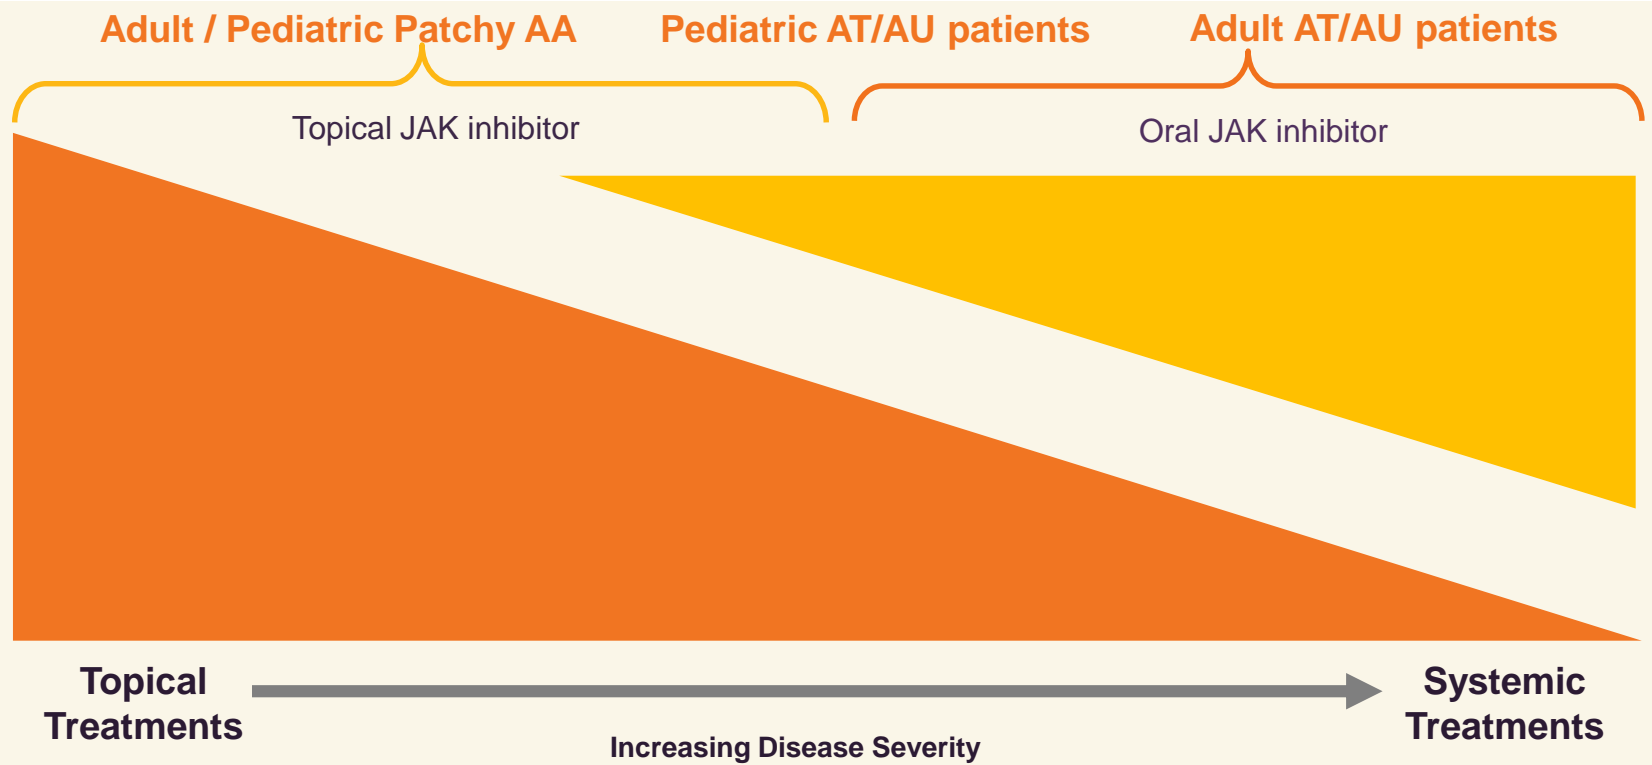 Adult / Pediatric Patchy AA
Pediatric AT/AU patients
Adult AT/AU patients
Topical JAK inhibitor
Oral JAK inhibitor
Topical
Treatments
Increasing Disease Severity
Systemic
Treatments